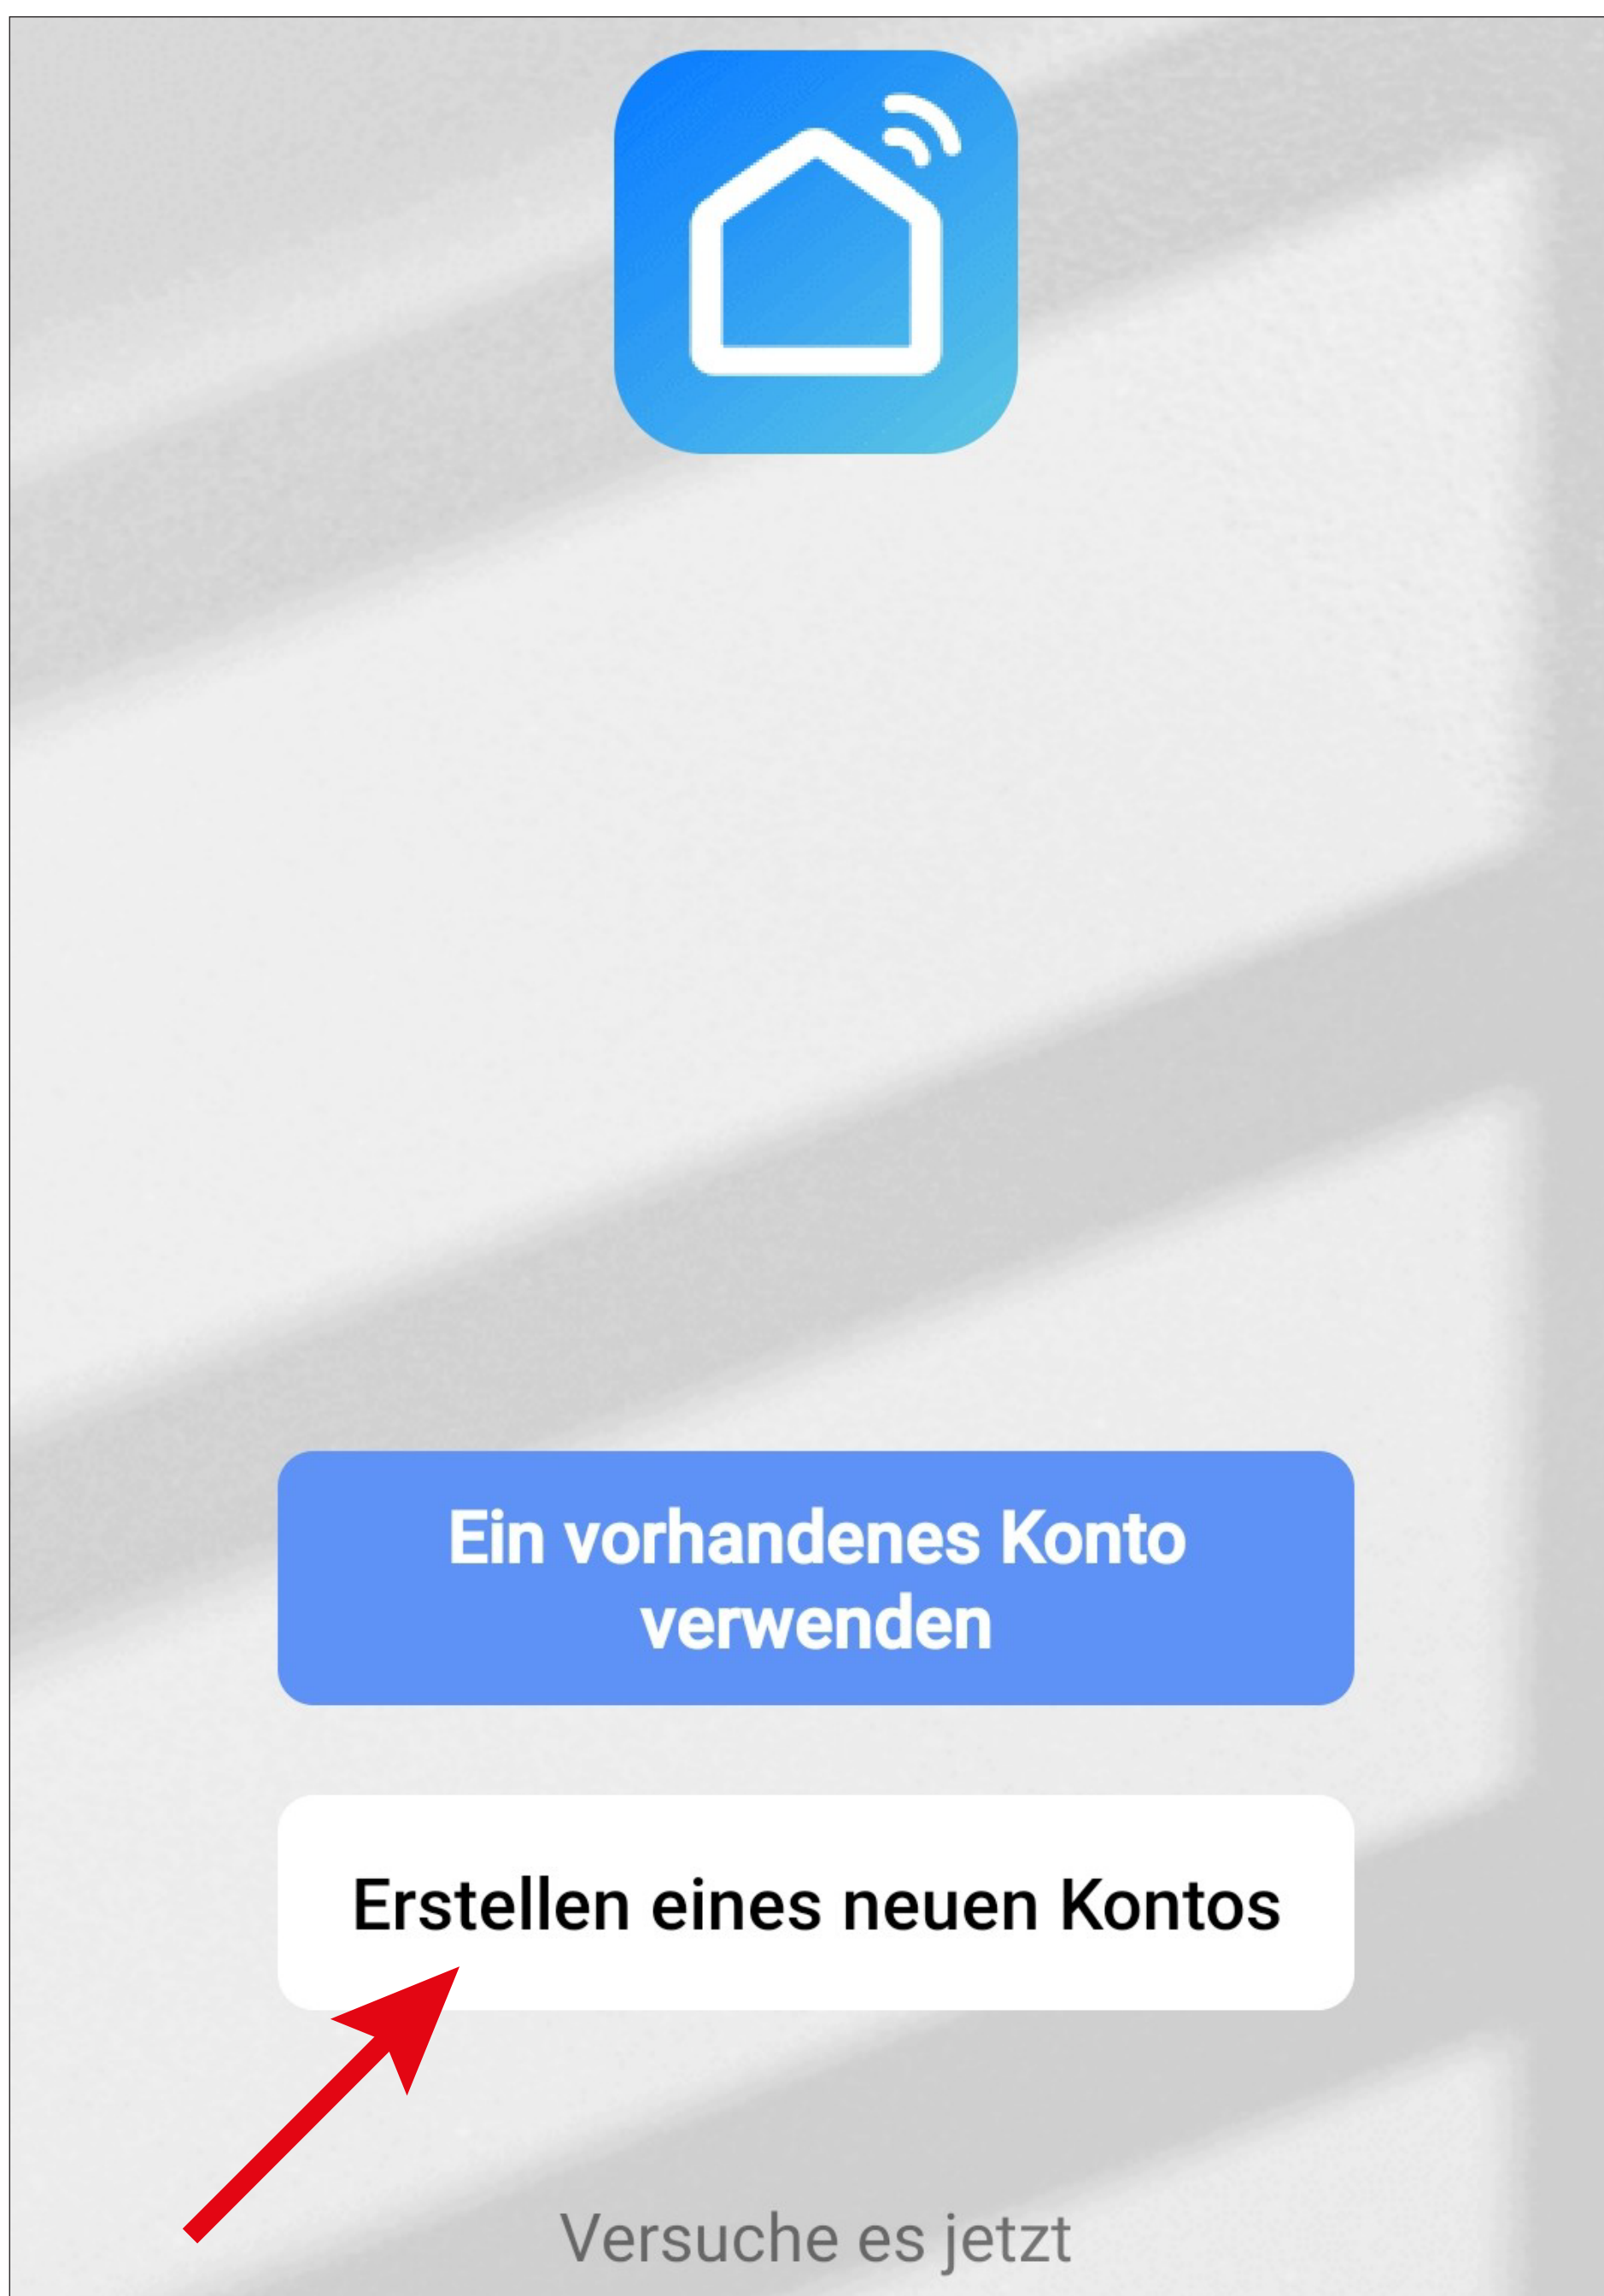 Ein vorhandenes Konto
verwenden
Erstellen eines neuen Kontos
Versuche es jetzt